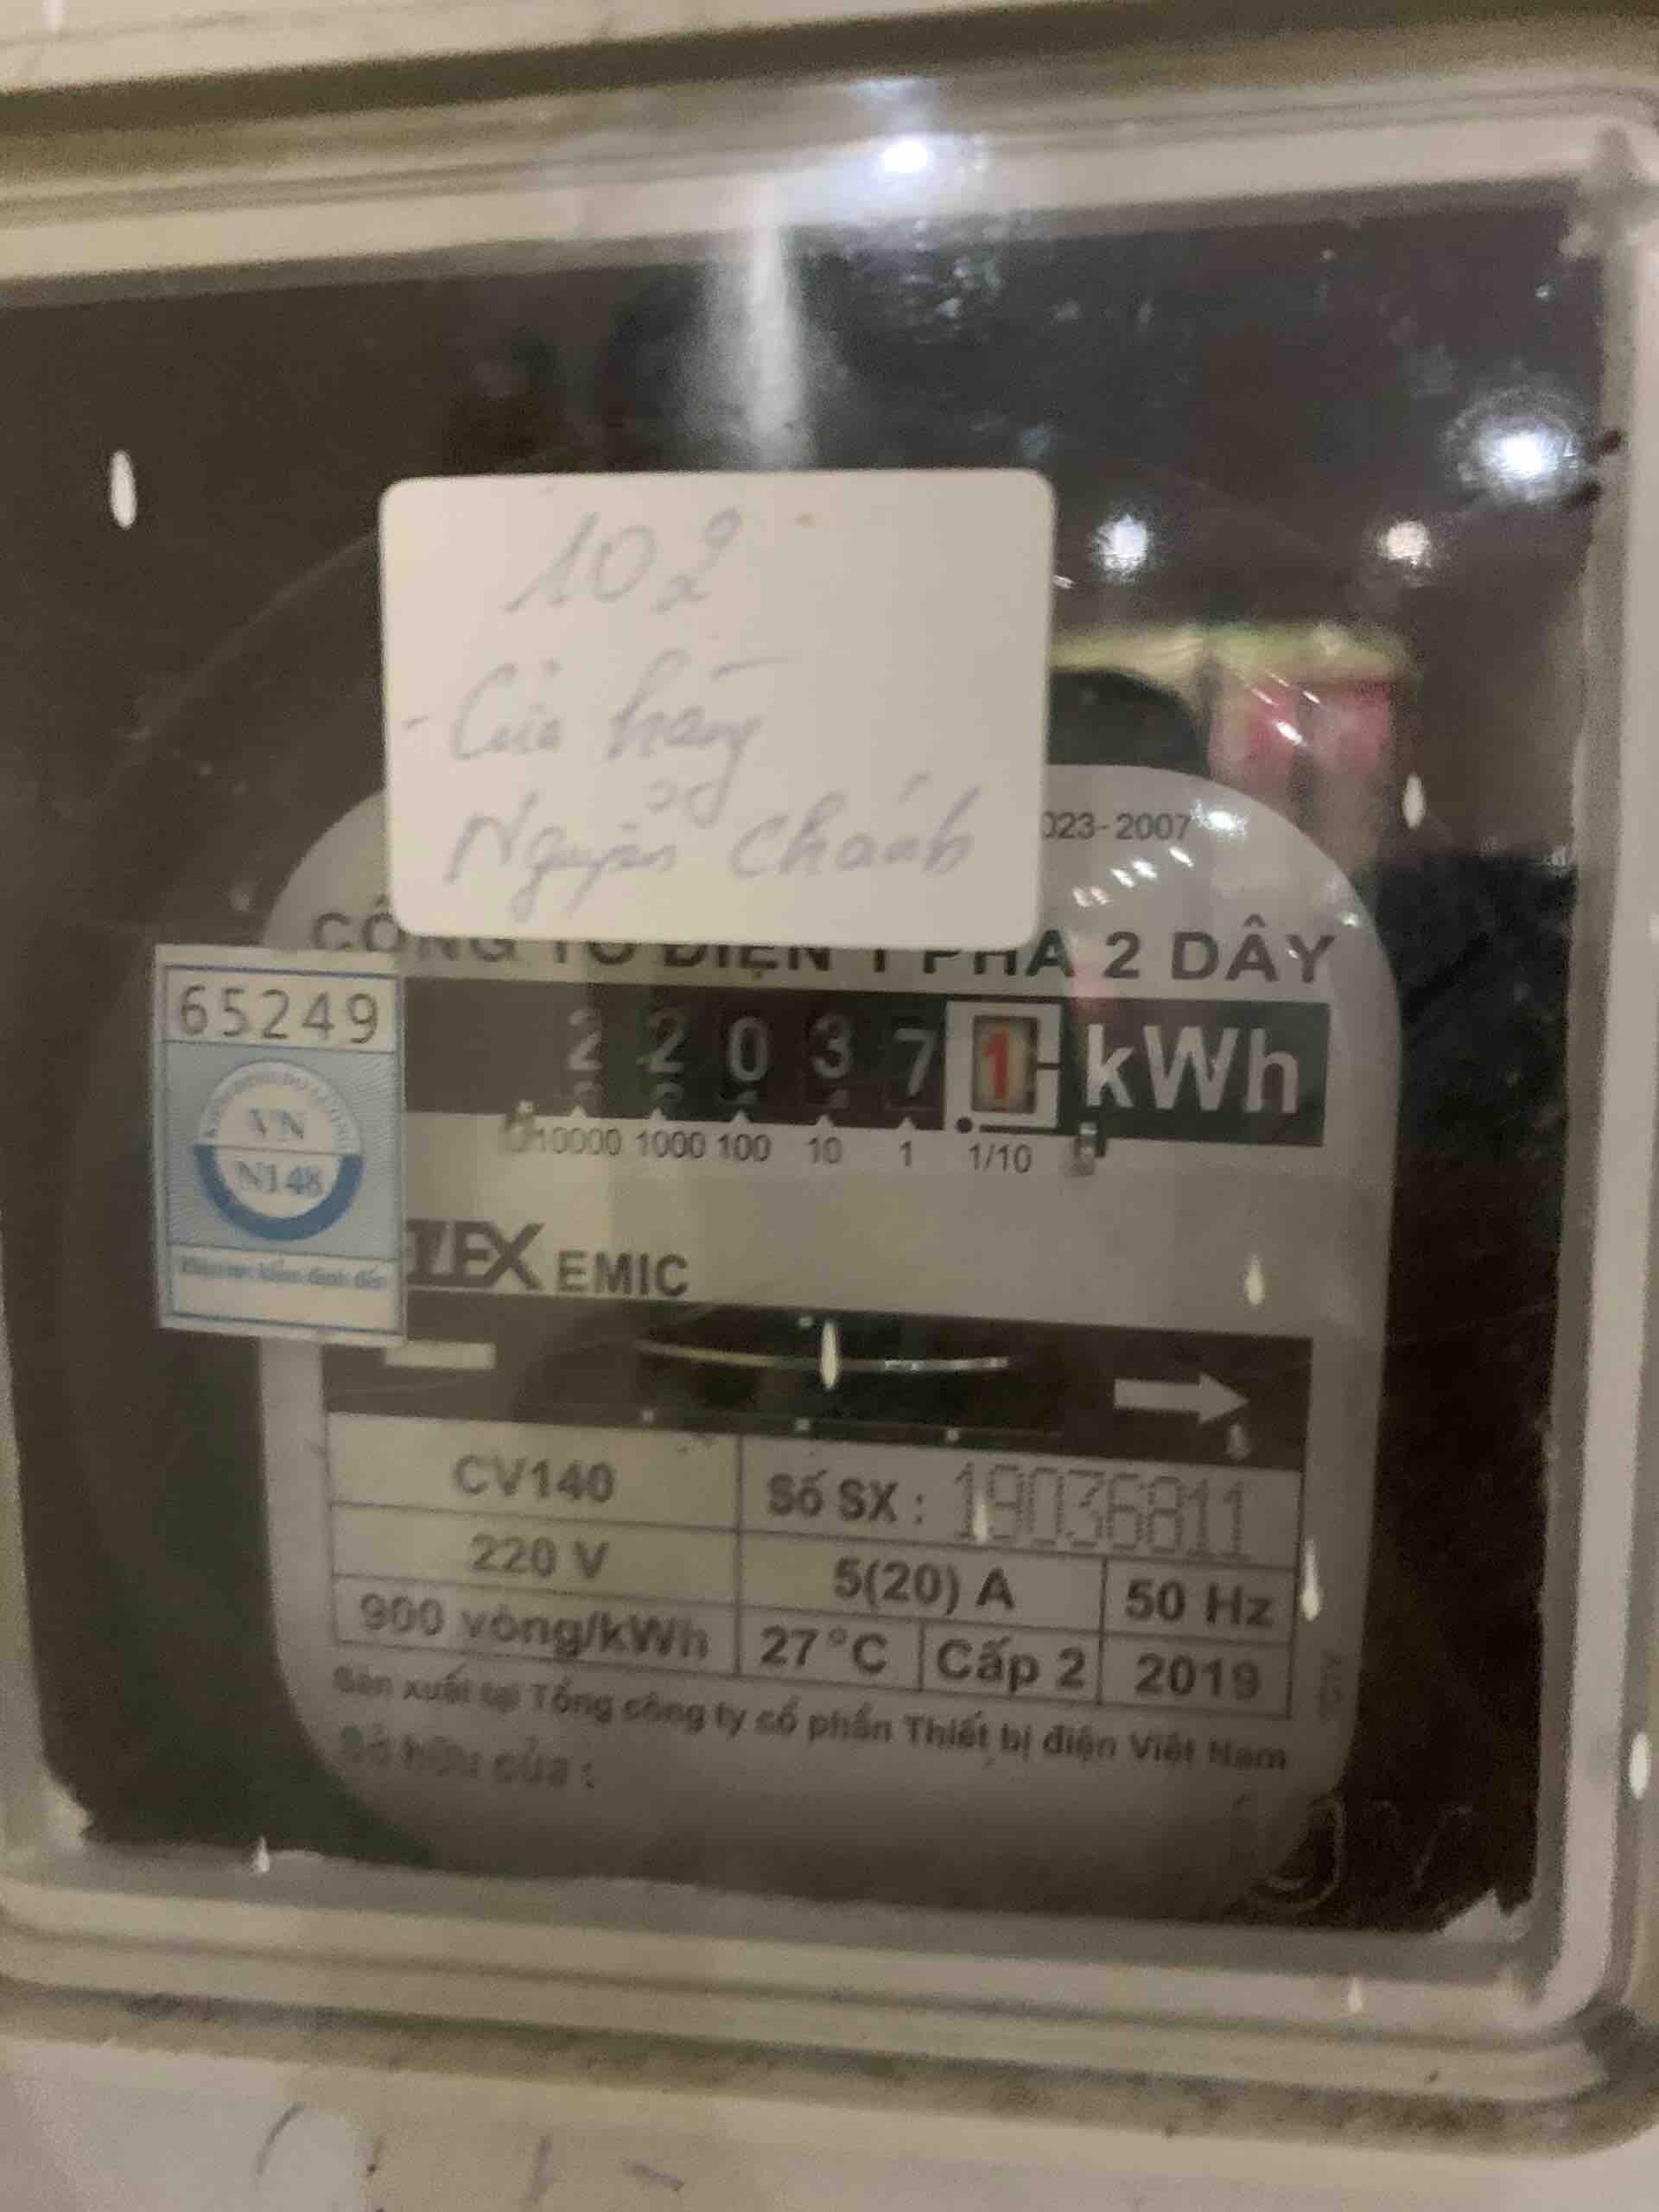 102
- Cửa hàng
Nguyễn Chánh
023-2007
CÔNG TƠ ĐIỆN 1 PHA 2 DÂY
65249
2 2 0 3 7 1 kWh
10000 1000 100 10 1 1/10
VN
N148
EMIC
CV140
Số SX : 19036811
220 V
5(20) A
50 Hz
900 vòng/kWh
27°C
Cấp 2
2019
Sản xuất tại Tổng công ty cổ phần Thiết bị điện Việt Nam
Sở hữu của :